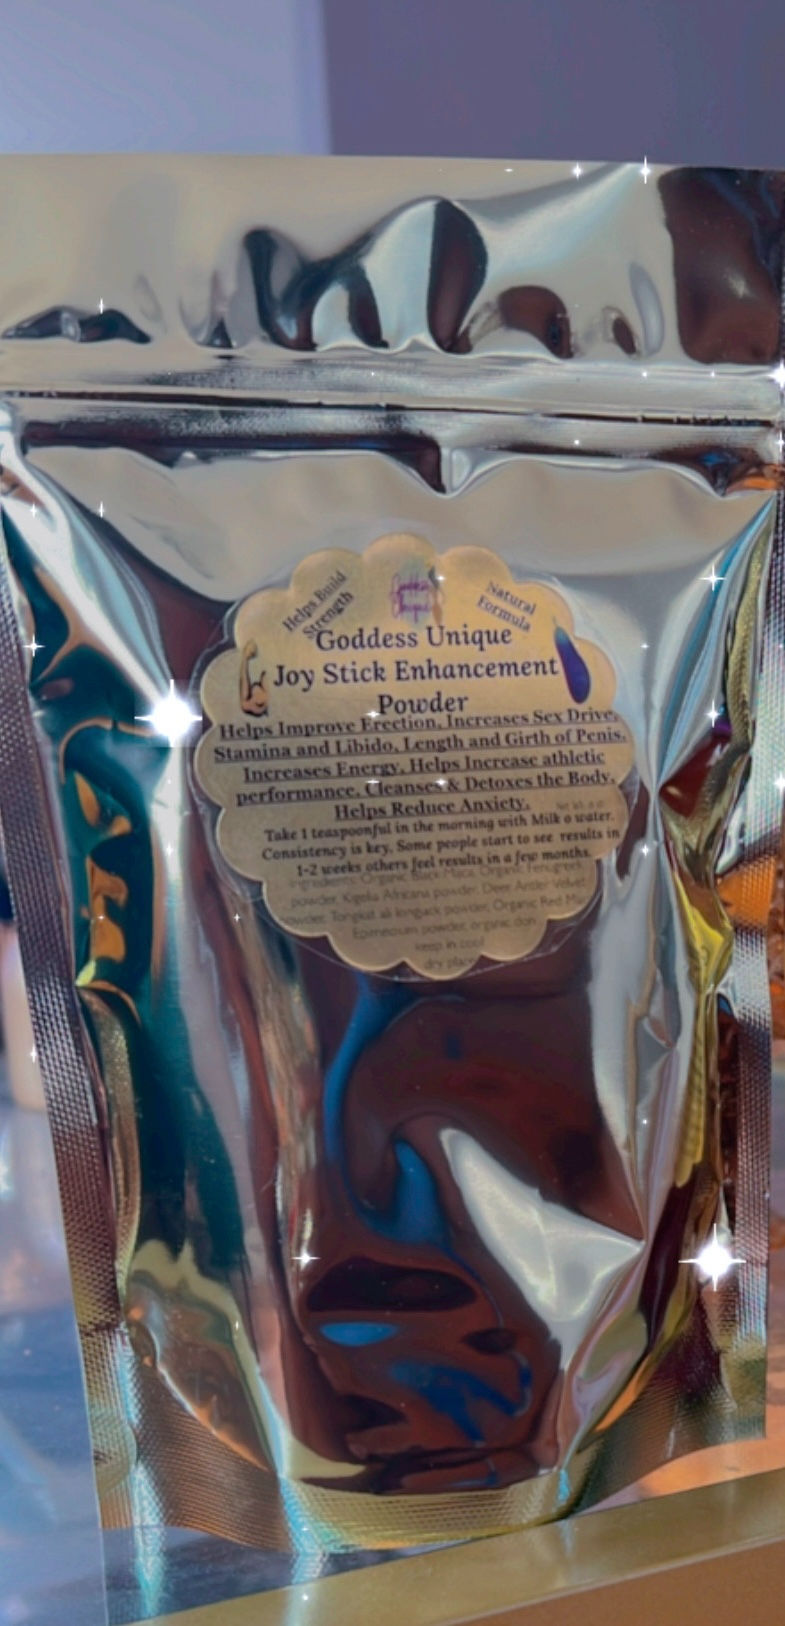 Helps Build
Strength
Natural
Formula
Goddess Unique
Joy Stick Enhancement
Powder
Helps Improve Erection, Increases Sex Drive,
Stamina and Libido, Length and Girth of Penis.
Increases Energy, Helps Increase athletic
performance, Cleanses & Detoxes the Body,
Helps Reduce Anxiety.
Take 1 teaspoonful in the morning with Milk o water.
Consistency is key. Some people start to see results in
1-2 weeks others feel results in a few months.
Ingredients: Organic Black Maca, Organic Fenugreek
powder, Kigelia Africana powder, Deer Antler Velvet
powder, Tongkat ali longjack powder, Organic Red
Epimedium powder, organic
keep in cool
dry place